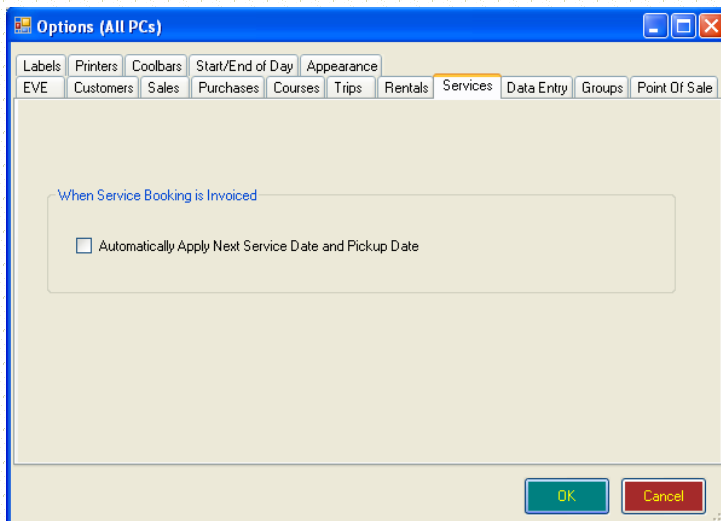 Options (All PCs)
Labels Printers Coolbars Start/End of Day Appearance
EVE Customers Sales Purchases Courses Trips Rentals Services Data Entry Groups Point Of Sale
When Service Booking is Invoiced
Automatically Apply Next Service Date and Pickup Date
OK Cancel